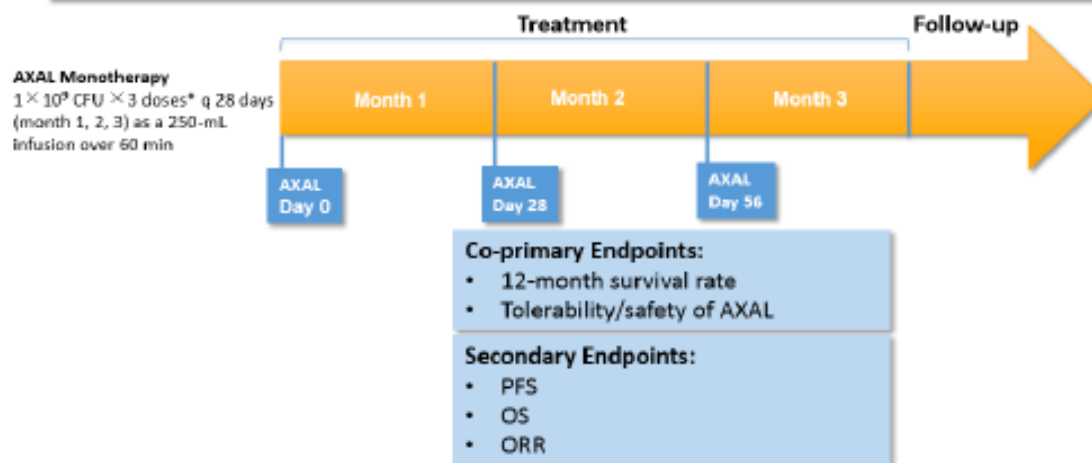 Treatment
Follow-up
AXAL Monotherapy
1 × 10⁹ CFU × 3 doses* q 28 days
(month 1, 2, 3) as a 250-mL
infusion over 60 min
Month 1
Month 2
Month 3
AXAL
Day 0
AXAL
Day 28
AXAL
Day 56
Co-primary Endpoints:
• 12-month survival rate
• Tolerability/safety of AXAL
Secondary Endpoints:
• PFS
• OS
• ORR